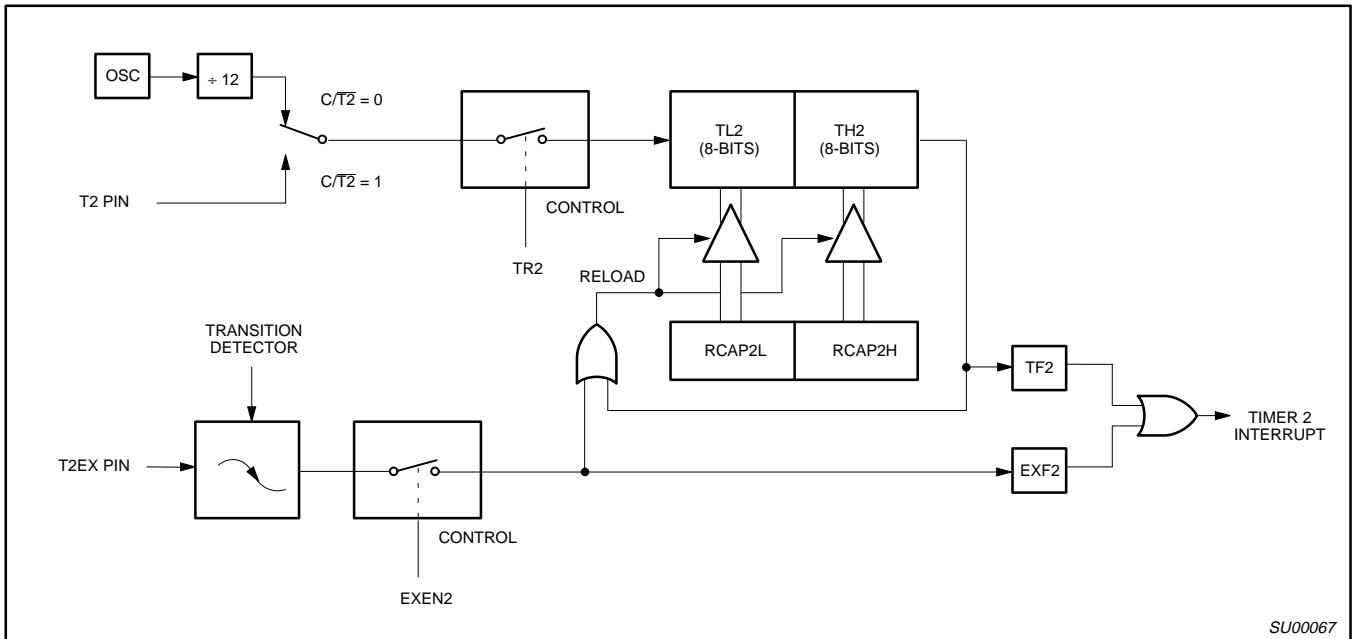 OSC
÷ 12
C/T2 = 0
C/T2 = 1
T2 PIN
CONTROL
TR2
TL2
(8-BITS)
TH2
(8-BITS)
RELOAD
RCAP2L
RCAP2H
TRANSITION
DETECTOR
T2EX PIN
CONTROL
EXEN2
TF2
EXF2
TIMER 2
INTERRUPT
SU00067